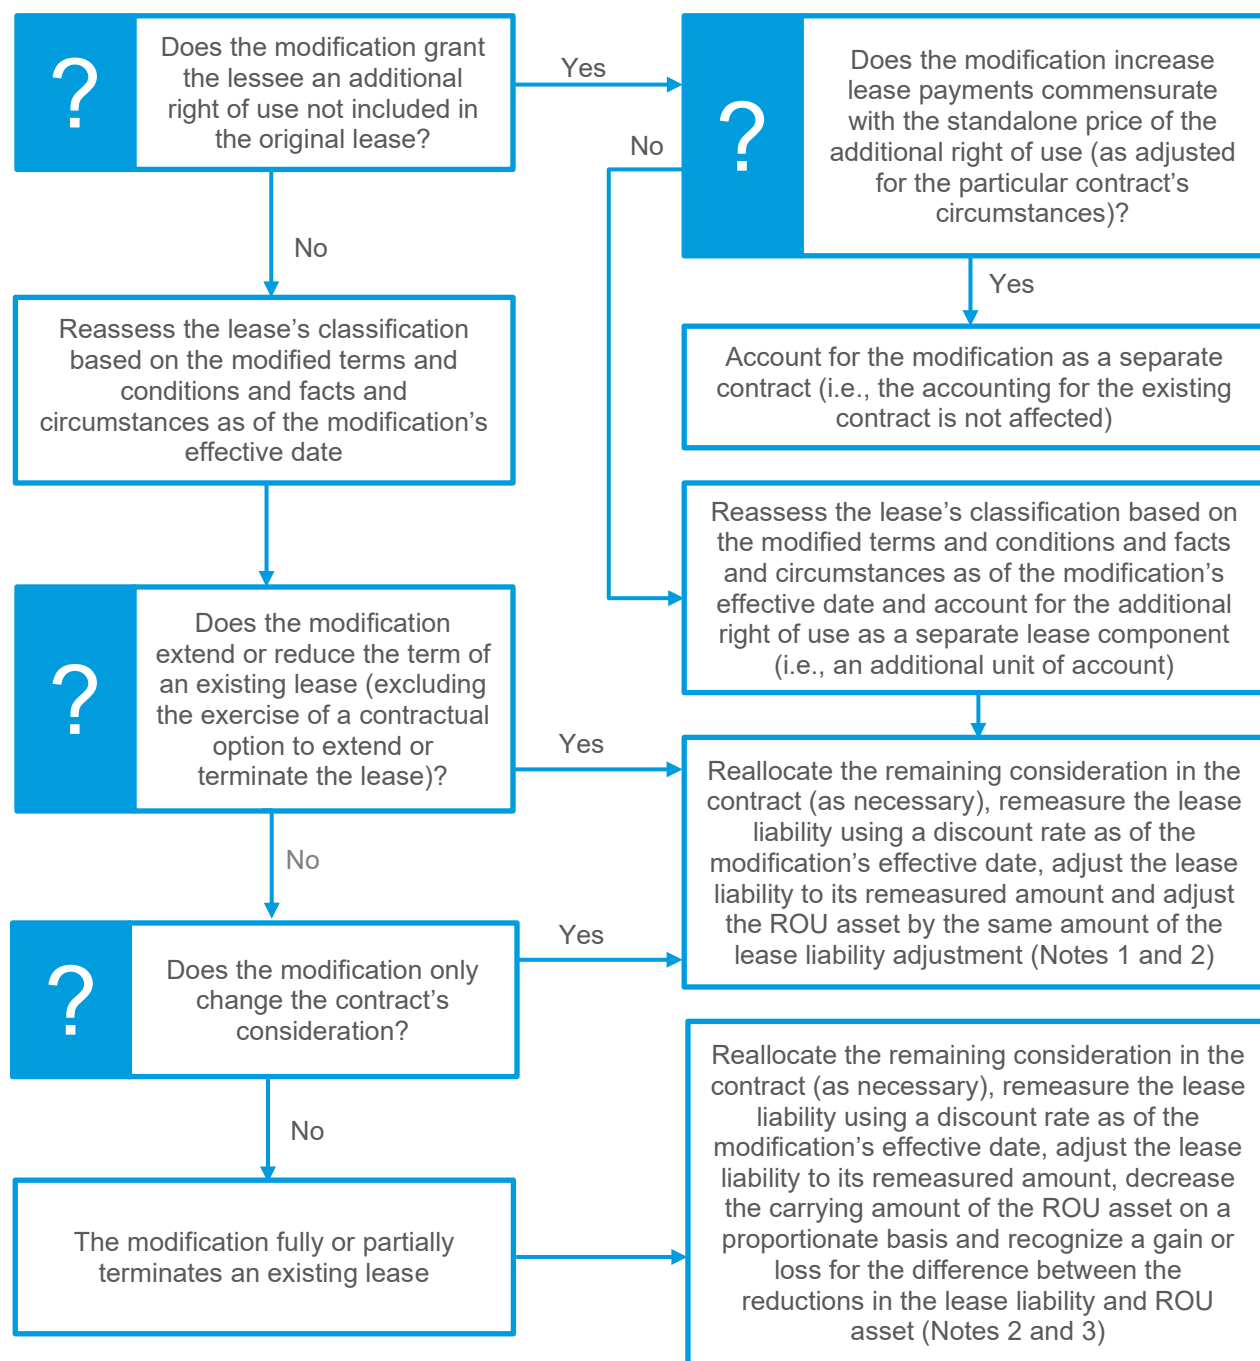 ?
Does the modification grant
the lessee an additional
right of use not included in
the original lease?
Yes
?
Does the modification increase
lease payments commensurate
with the standalone price of the
additional right of use (as adjusted
for the particular contract's
circumstances)?
No
No
Yes
Reassess the lease's classification
based on the modified terms and
conditions and facts and
circumstances as of the modification's
effective date
Account for the modification as a separate
contract (i.e., the accounting for the existing
contract is not affected)
Reassess the lease's classification based on
the modified terms and conditions and facts
and circumstances as of the modification's
effective date and account for the additional
right of use as a separate lease component
(i.e., an additional unit of account)
?
Does the modification
extend or reduce the term of
an existing lease (excluding
the exercise of a contractual
option to extend or
terminate the lease)?
Yes
No
Reallocate the remaining consideration in the
contract (as necessary), remeasure the lease
liability using a discount rate as of the
modification's effective date, adjust the lease
liability to its remeasured amount and adjust
the ROU asset by the same amount of the
lease liability adjustment (Notes 1 and 2)
?
Does the modification only
change the contract's
consideration?
Yes
No
The modification fully or partially
terminates an existing lease
Reallocate the remaining consideration in the
contract (as necessary), remeasure the lease
liability using a discount rate as of the
modification's effective date, adjust the lease
liability to its remeasured amount, decrease
the carrying amount of the ROU asset on a
proportionate basis and recognize a gain or
loss for the difference between the
reductions in the lease liability and ROU
asset (Notes 2 and 3)